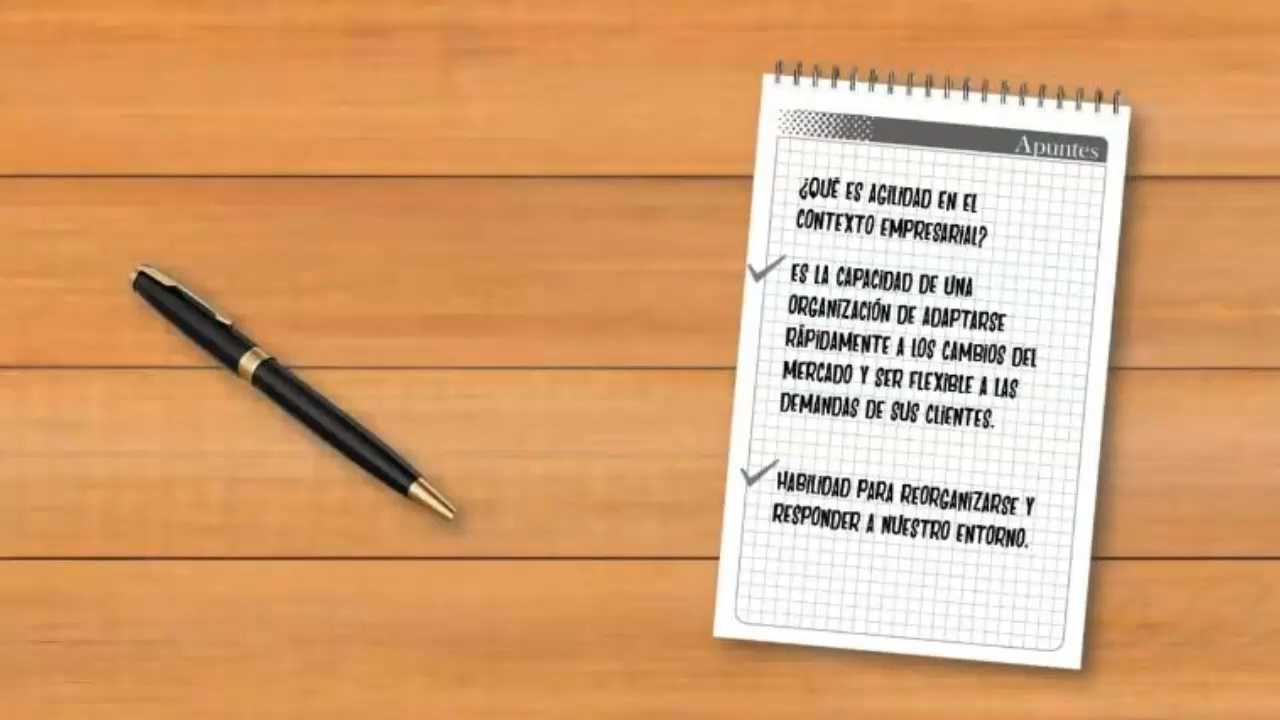 Apuntes
¿QUÉ ES AGILIDAD EN EL
CONTEXTO EMPRESARIAL?
ES LA CAPACIDAD DE UNA
ORGANIZACIÓN DE ADAPTARSE
RÁPIDAMENTE A LOS CAMBIOS DEL
MERCADO Y SER FLEXIBLE A LAS
DEMANDAS DE SUS CLIENTES.
HABILIDAD PARA REORGANIZARSE Y
RESPONDER A NUESTRO ENTORNO.